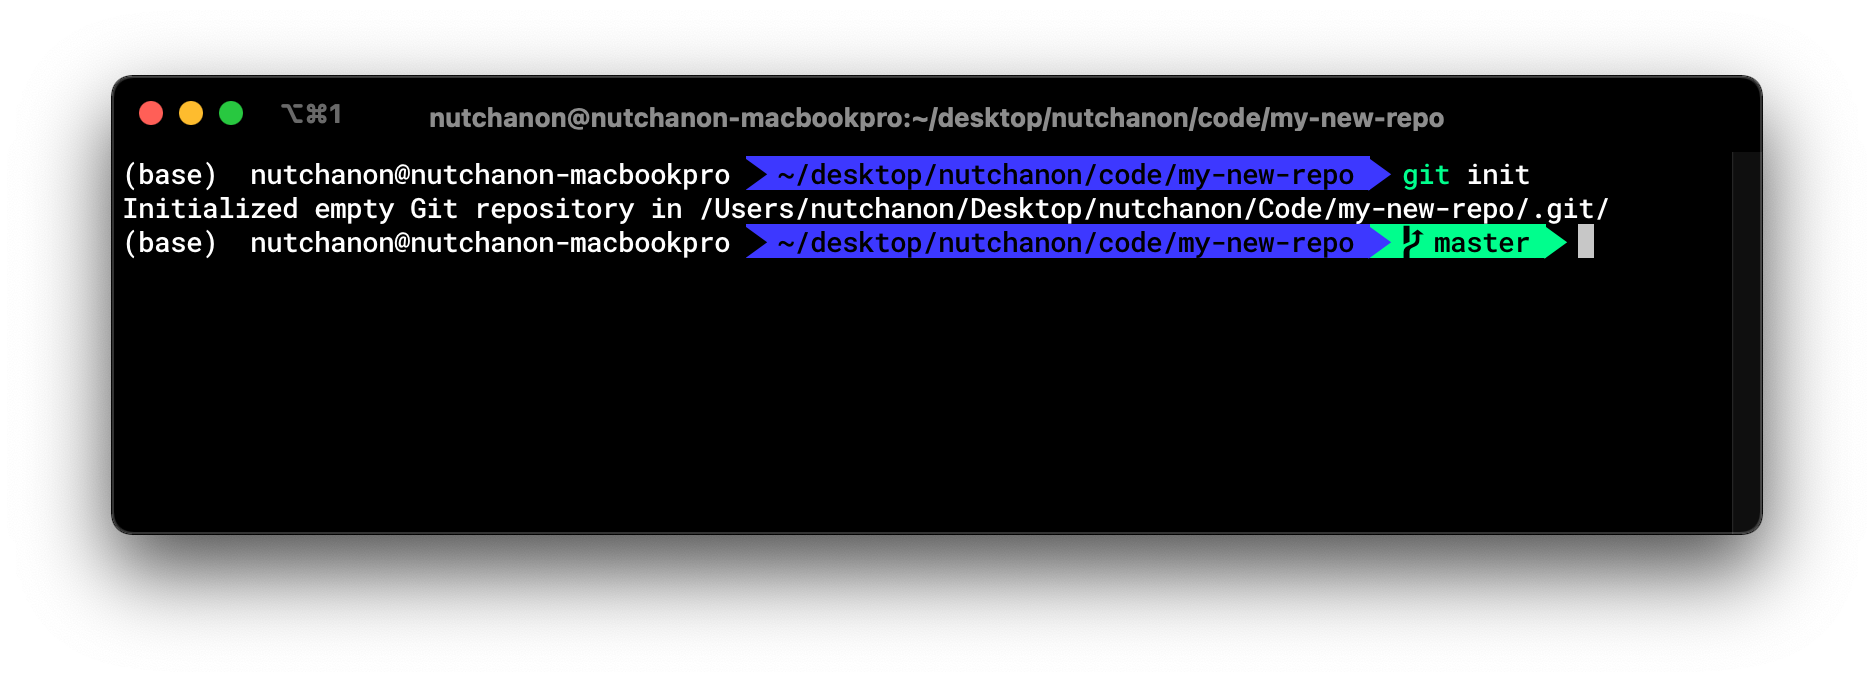 ⌥⌘1 nutchanon@nutchanon-macbookpro:~/desktop/nutchanon/code/my-new-repo
(base) nutchanon@nutchanon-macbookpro ~/desktop/nutchanon/code/my-new-repo git init
Initialized empty Git repository in /Users/nutchanon/Desktop/nutchanon/Code/my-new-repo/.git/
(base) nutchanon@nutchanon-macbookpro ~/desktop/nutchanon/code/my-new-repo master